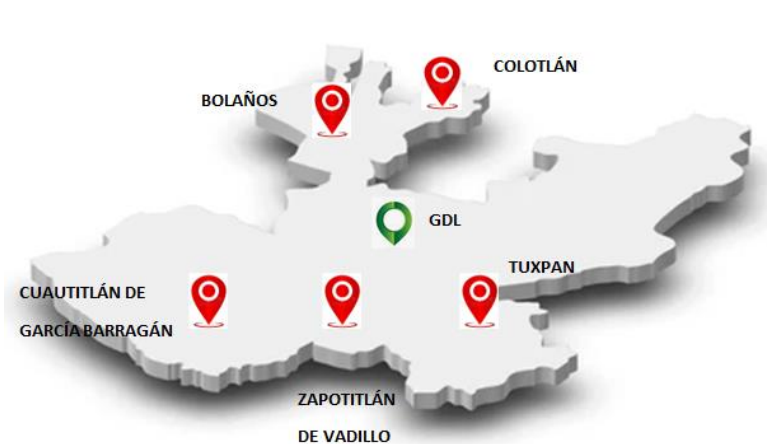 COLOTLÁN
BOLAÑOS
GDL
TUXPAN
CUAUTITLÁN DE
GARCÍA BARRAGÁN
ZAPOTITLÁN
DE VADILLO